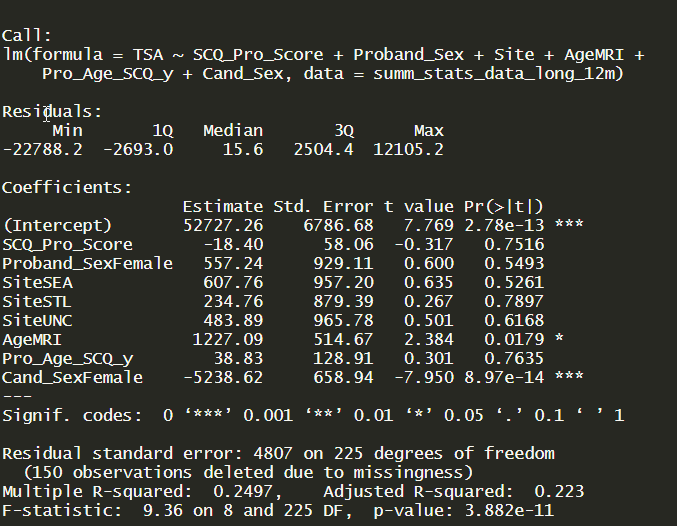 Call:
lm(formula = TSA ~ SCQ_Pro_Score + Proband_Sex + Site + AgeMRI +
    Pro_Age_SCQ_y + Cand_Sex, data = summ_stats_data_long_12m)
Residuals:
     Min       1Q   Median       3Q      Max
-22788.2  -2693.0     15.6   2504.4  12105.2
Coefficients:
                  Estimate Std. Error t value Pr(>|t|)
(Intercept)       52727.26    6786.68   7.769 2.78e-13 ***
SCQ_Pro_Score       -18.40      58.06  -0.317   0.7516
Proband_SexFemale   557.24     929.11   0.600   0.5493
SiteSEA             607.76     957.20   0.635   0.5261
SiteSTL             234.76     879.39   0.267   0.7897
SiteUNC             483.89     965.78   0.501   0.6168
AgeMRI             1227.09     514.67   2.384   0.0179 *
Pro_Age_SCQ_y        38.83     128.91   0.301   0.7635
Cand_SexFemale    -5238.62     658.94  -7.950 8.97e-14 ***
---
Signif. codes:  0 ‘***’ 0.001 ‘**’ 0.01 ‘*’ 0.05 ‘.’ 0.1 ‘ ’ 1
Residual standard error: 4807 on 225 degrees of freedom
  (150 observations deleted due to missingness)
Multiple R-squared:  0.2497,    Adjusted R-squared:  0.223
F-statistic:  9.36 on 8 and 225 DF,  p-value: 3.882e-11